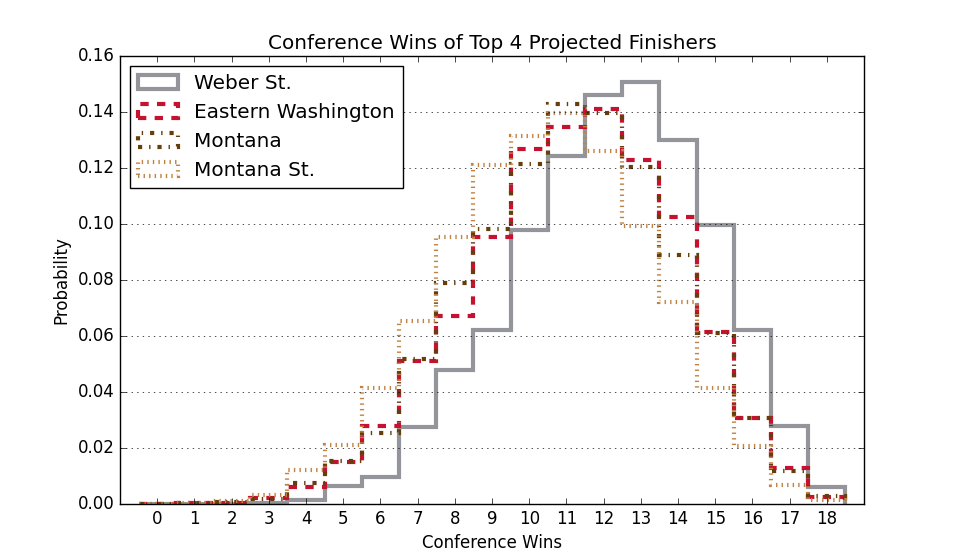 Conference Wins of Top 4 Projected Finishers
0.16
0.14
0.12
0.10
0.08
0.06
0.04
0.02
0.00
Probability
Weber St.
Eastern Washington
Montana
Montana St.
0 1 2 3 4 5 6 7 8 9 10 11 12 13 14 15 16 17 18
Conference Wins